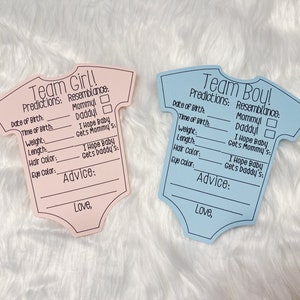 Team Girl!
Predictions: Resemblance:
Date of Birth: Mommy!
Time of Birth: Daddy!
Weight: I Hope Baby
Length: Gets Mommy's:
Hair Color: I Hope Baby
Eye Color: Gets Daddy's:
Advice:
Love,
Team Boy!
Predictions: Resemblance:
Date of Birth: Mommy!
Time of Birth: Daddy!
Weight: I Hope Baby
Length: Gets Mommy's:
Hair Color: I Hope Baby
Eye Color: Gets Daddy's:
Advice:
Love,